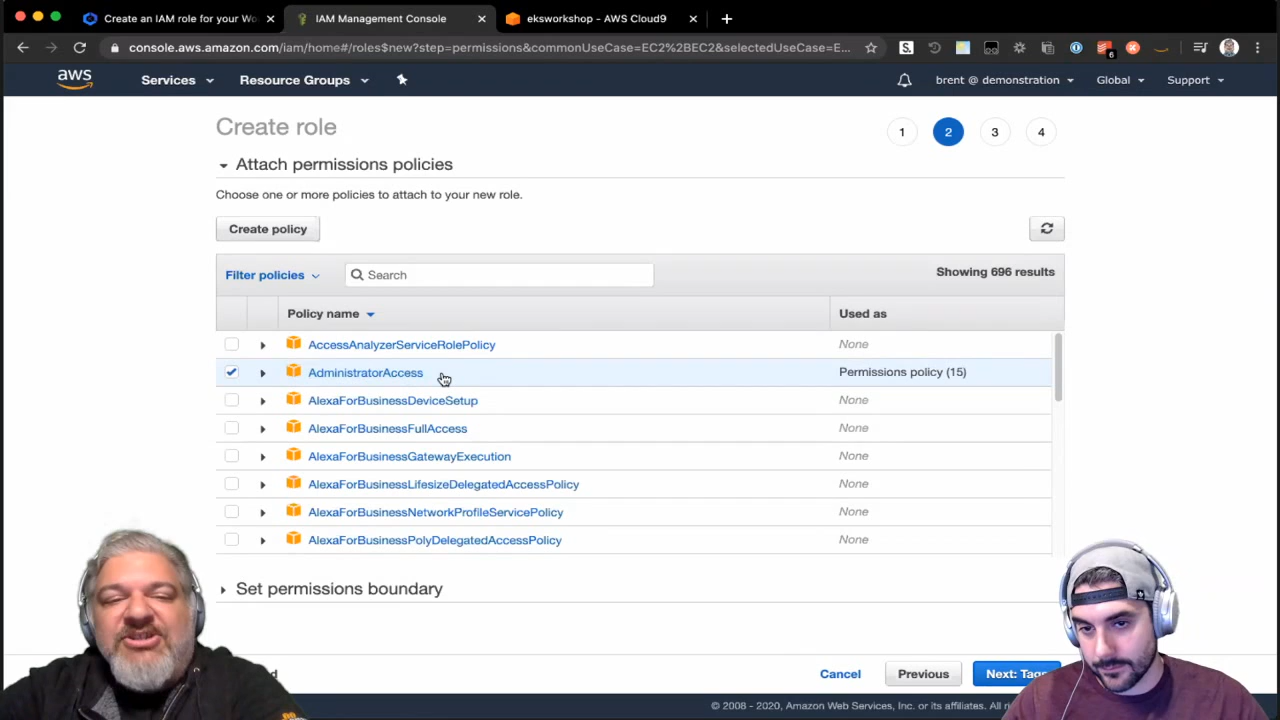 Create an IAM role for your Wo
IAM Management Console
eksworkshop - AWS Cloud9
console.aws.amazon.com/iam/home#/roles$new?step=permissions&commonUseCase=EC2%2BEC2&selectedUseCase=E...
6
aws
Services
Resource Groups
brent @ demonstration
Global
Support
Create role
1
2
3
4
Attach permissions policies
Choose one or more policies to attach to your new role.
Create policy
Filter policies
Search
Showing 696 results
Policy name
Used as
AccessAnalyzerServiceRolePolicy
None
AdministratorAccess
Permissions policy (15)
AlexaForBusinessDeviceSetup
None
AlexaForBusinessFullAccess
None
AlexaForBusinessGatewayExecution
None
AlexaForBusinessLifesizeDelegatedAccessPolicy
None
AlexaForBusinessNetworkProfileServicePolicy
None
AlexaForBusinessPolyDelegatedAccessPolicy
None
Set permissions boundary
Cancel
Previous
Next: Tags
© 2008 - 2020, Amazon Web Services, Inc. or its affiliates. All